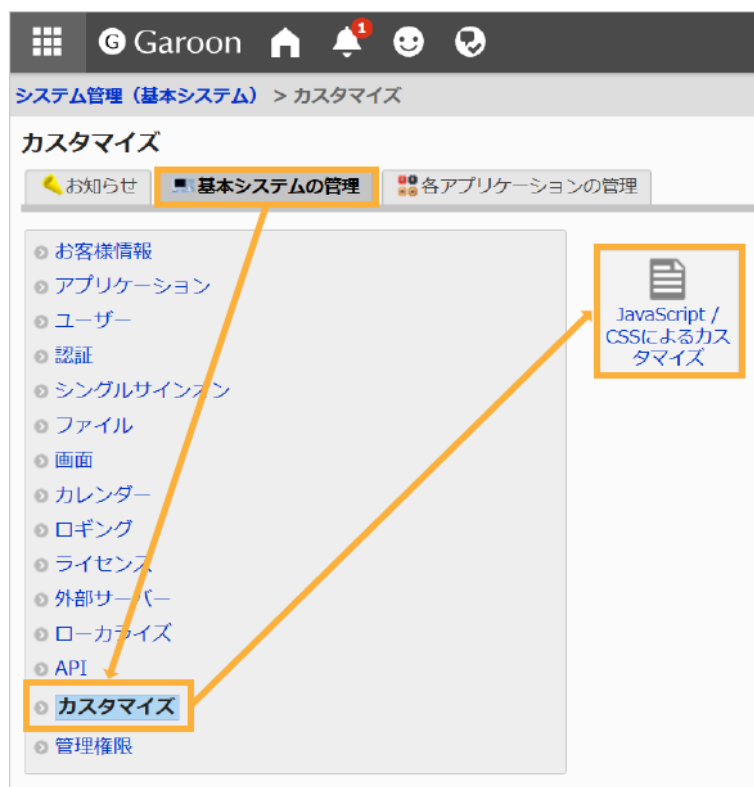 G Garoon 1
システム管理（基本システム） > カスタマイズ
カスタマイズ
お知らせ 基本システムの管理 各アプリケーションの管理
お客様情報
アプリケーション
ユーザー
認証
シングルサインオン
ファイル
画面
カレンダー
ロギング
ライセンス
外部サーバー
ローカライズ
API
カスタマイズ
管理権限
JavaScript /
CSSによるカス
タマイズ